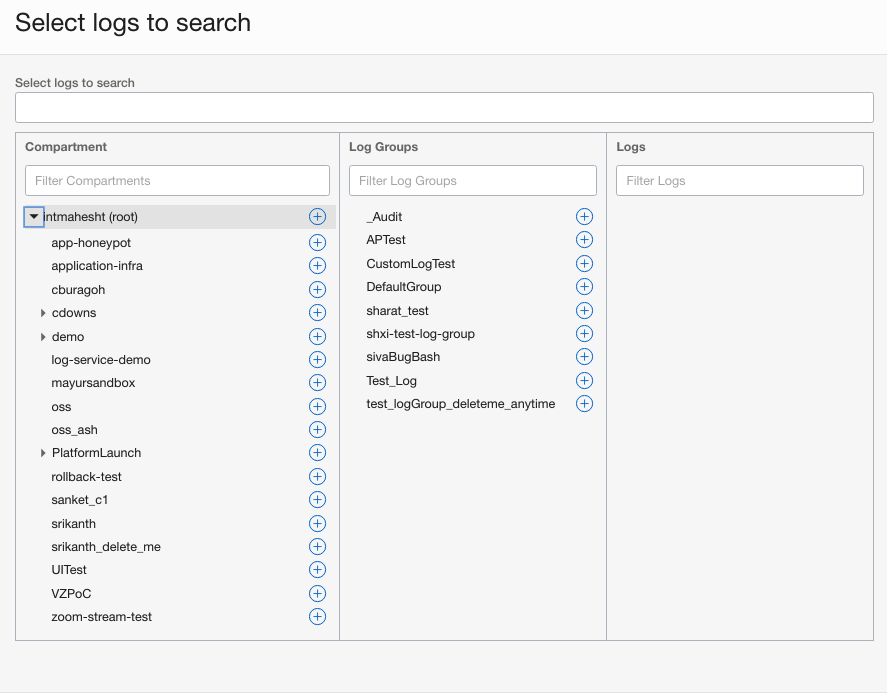 Select logs to search
Select logs to search
Compartment
Filter Compartments
intmahesht (root)
app-honeypot
application-infra
cburagoh
cdowns
demo
log-service-demo
mayursandbox
oss
oss_ash
PlatformLaunch
rollback-test
sanket_c1
srikanth
srikanth_delete_me
UITest
VZPoC
zoom-stream-test
Log Groups
Filter Log Groups
_Audit
APTest
CustomLogTest
DefaultGroup
sharat_test
shxi-test-log-group
sivaBugBash
Test_Log
test_logGroup_deleteme_anytime
Logs
Filter Logs